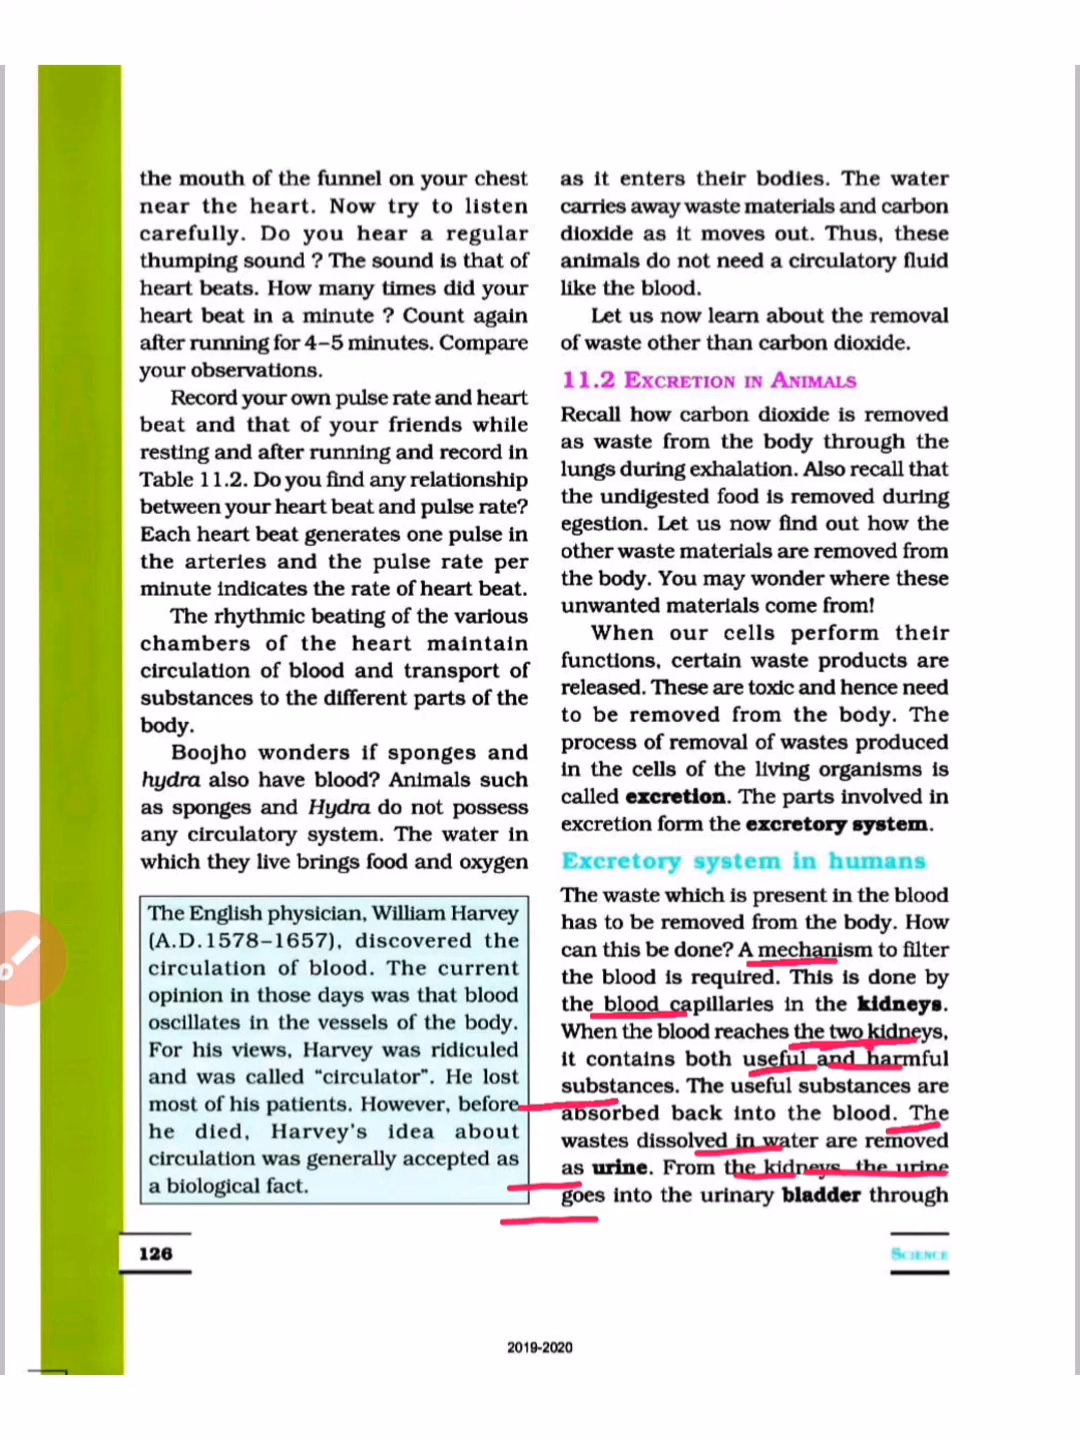 the mouth of the funnel on your chest
near the heart. Now try to listen
carefully. Do you hear a regular
thumping sound ? The sound is that of
heart beats. How many times did your
heart beat in a minute ? Count again
after running for 4–5 minutes. Compare
your observations.
Record your own pulse rate and heart
beat and that of your friends while
resting and after running and record in
Table 11.2. Do you find any relationship
between your heart beat and pulse rate?
Each heart beat generates one pulse in
the arteries and the pulse rate per
minute indicates the rate of heart beat.
The rhythmic beating of the various
chambers of the heart maintain
circulation of blood and transport of
substances to the different parts of the
body.
Boojho wonders if sponges and
hydra also have blood? Animals such
as sponges and Hydra do not possess
any circulatory system. The water in
which they live brings food and oxygen
The English physician, William Harvey
(A.D.1578–1657), discovered the
circulation of blood. The current
opinion in those days was that blood
oscillates in the vessels of the body.
For his views, Harvey was ridiculed
and was called "circulator". He lost
most of his patients. However, before
he died, Harvey's idea about
circulation was generally accepted as
a biological fact.
as it enters their bodies. The water
carries away waste materials and carbon
dioxide as it moves out. Thus, these
animals do not need a circulatory fluid
like the blood.
Let us now learn about the removal
of waste other than carbon dioxide.
11.2 EXCRETION IN ANIMALS
Recall how carbon dioxide is removed
as waste from the body through the
lungs during exhalation. Also recall that
the undigested food is removed during
egestion. Let us now find out how the
other waste materials are removed from
the body. You may wonder where these
unwanted materials come from!
When our cells perform their
functions, certain waste products are
released. These are toxic and hence need
to be removed from the body. The
process of removal of wastes produced
in the cells of the living organisms is
called excretion. The parts involved in
excretion form the excretory system.
Excretory system in humans
The waste which is present in the blood
has to be removed from the body. How
can this be done? A mechanism to filter
the blood is required. This is done by
the blood capillaries in the kidneys.
When the blood reaches the two kidneys,
it contains both useful and harmful
substances. The useful substances are
absorbed back into the blood. The
wastes dissolved in water are removed
as urine. From the kidneys, the urine
goes into the urinary bladder through
126
SCIENCE
2019-2020